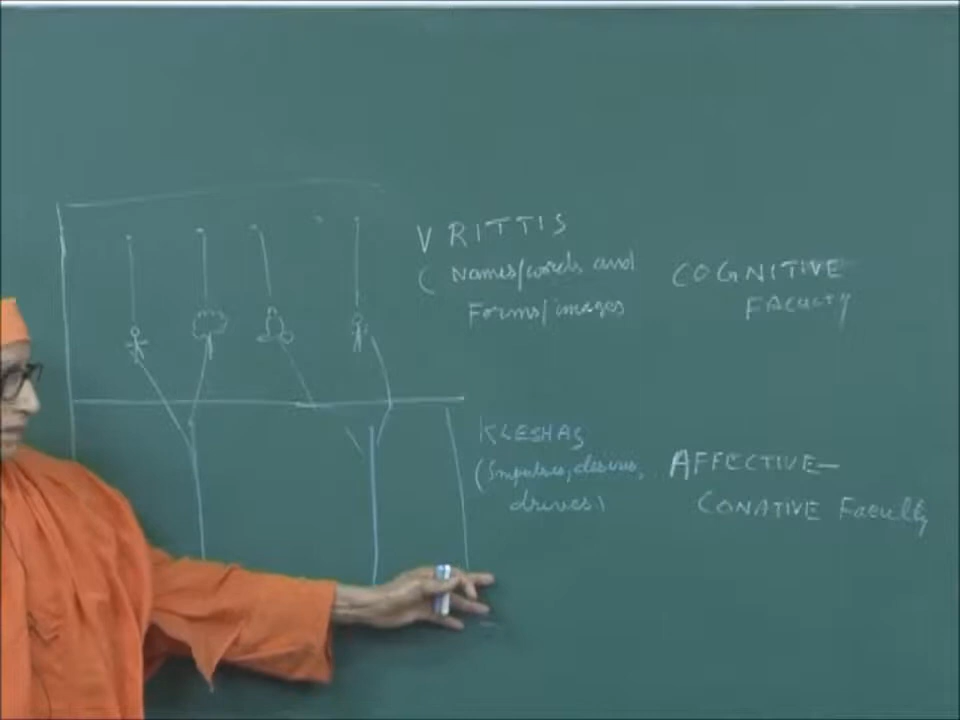 VRITTIS
( Names/words and
Forms/images
COGNITIVE
FACULTY
KLESHAS
(Impulses, desires,
drives)
AFFECTIVE-
CONATIVE Faculty